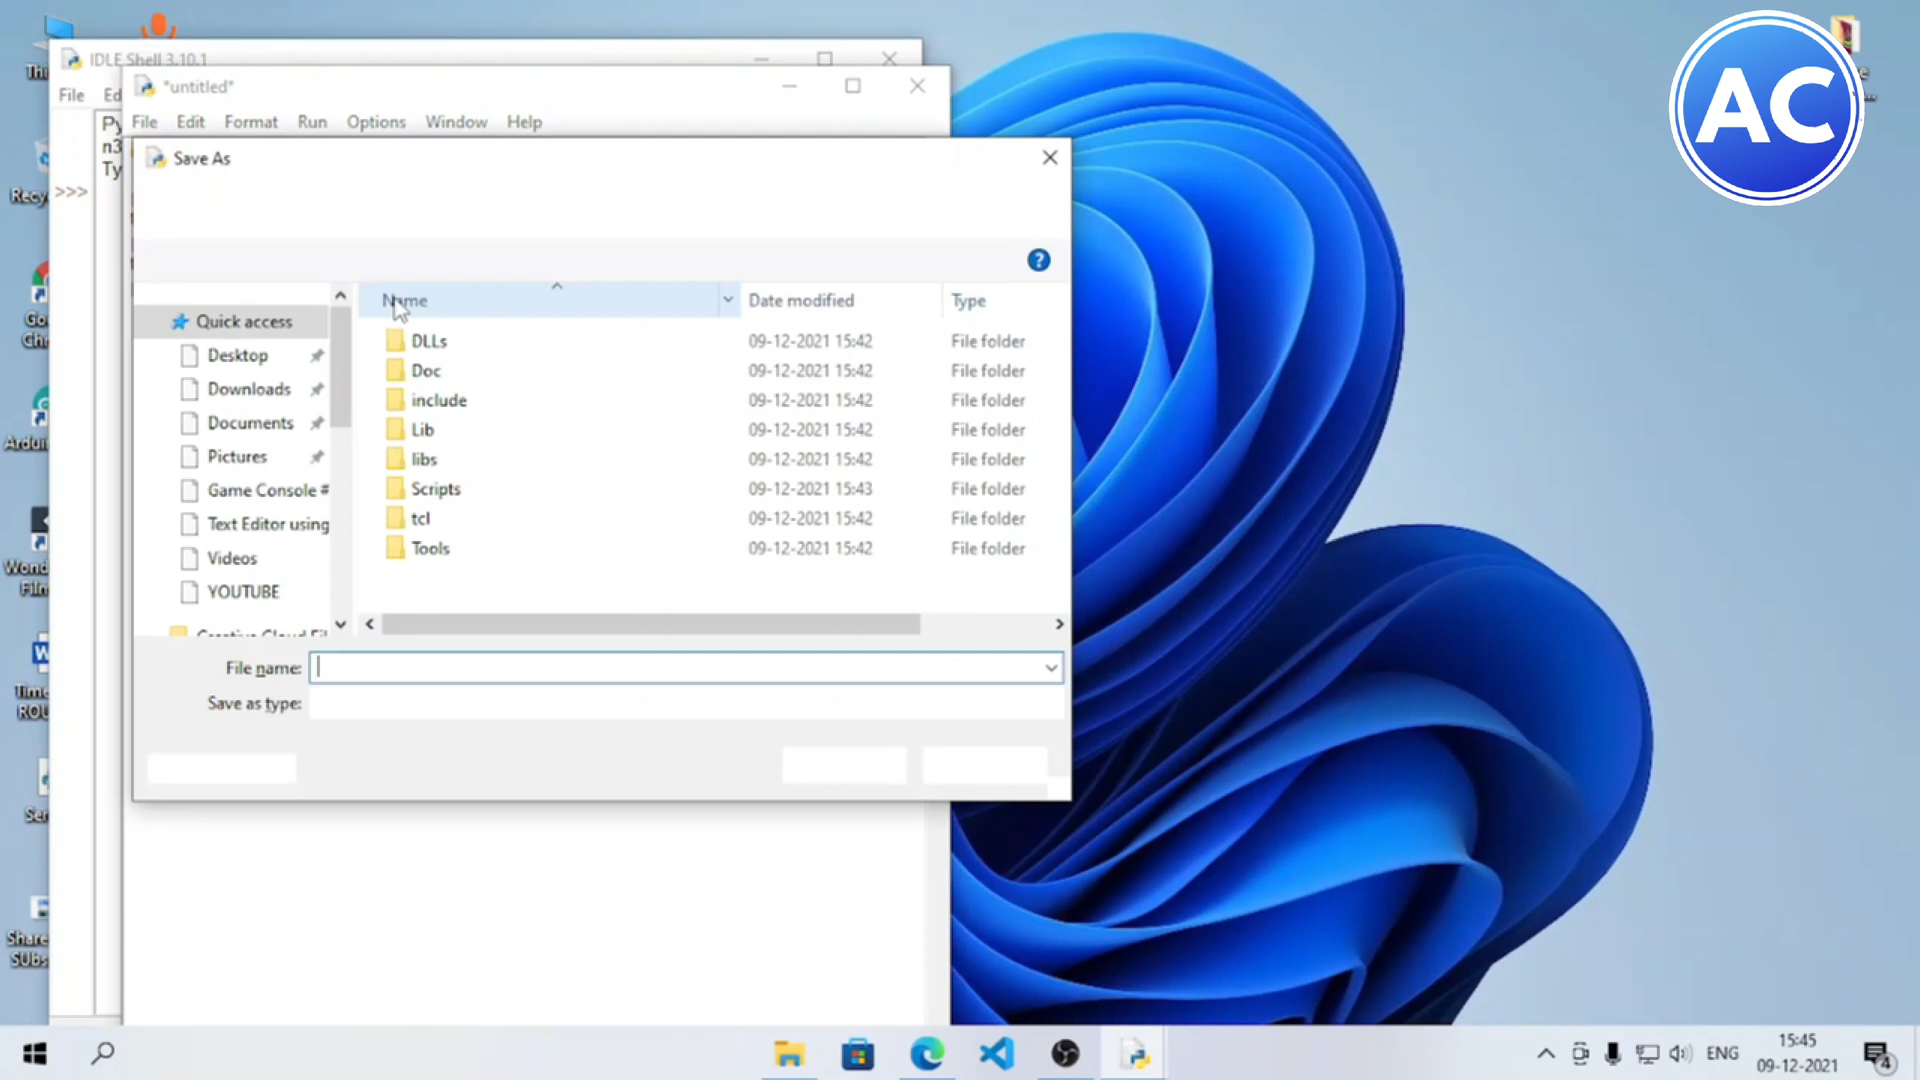 IDLE Shell 3.10.1
File
*untitled*
File Edit Format Run Options Window Help
Py
n3
Ty
>>>
Save As
?
Name Date modified Type
Quick access
Desktop
Downloads
Documents
Pictures
Game Console #
Text Editor using
Videos
YOUTUBE
DLLs 09-12-2021 15:42 File folder
Doc 09-12-2021 15:42 File folder
include 09-12-2021 15:42 File folder
Lib 09-12-2021 15:42 File folder
libs 09-12-2021 15:42 File folder
Scripts 09-12-2021 15:43 File folder
tcl 09-12-2021 15:42 File folder
Tools 09-12-2021 15:42 File folder
File name:
Save as type:
AC
ENG
15:45
09-12-2021
4